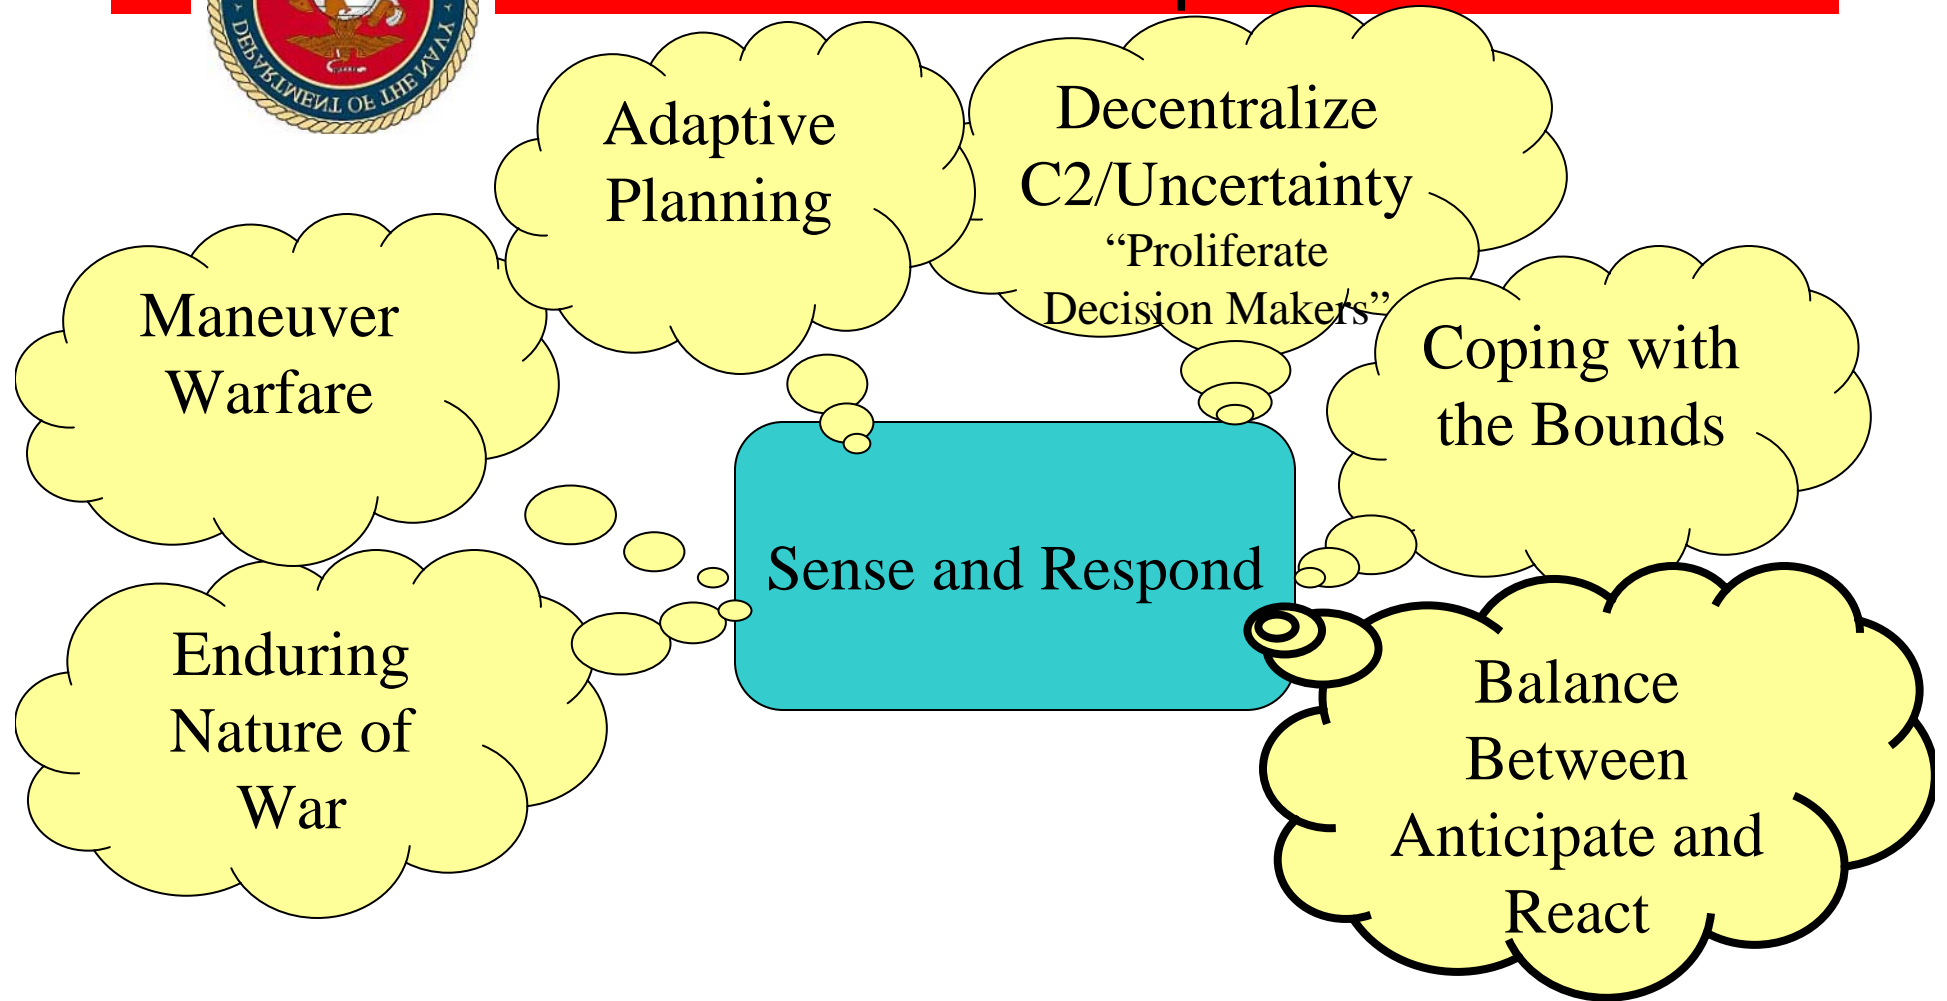 DEPARTMENT OF THE NAVY
Adaptive
Planning
Decentralize
C2/Uncertainty
“Proliferate
Decision Makers”
Maneuver
Warfare
Coping with
the Bounds
Sense and Respond
Enduring
Nature of
War
Balance
Between
Anticipate and
React